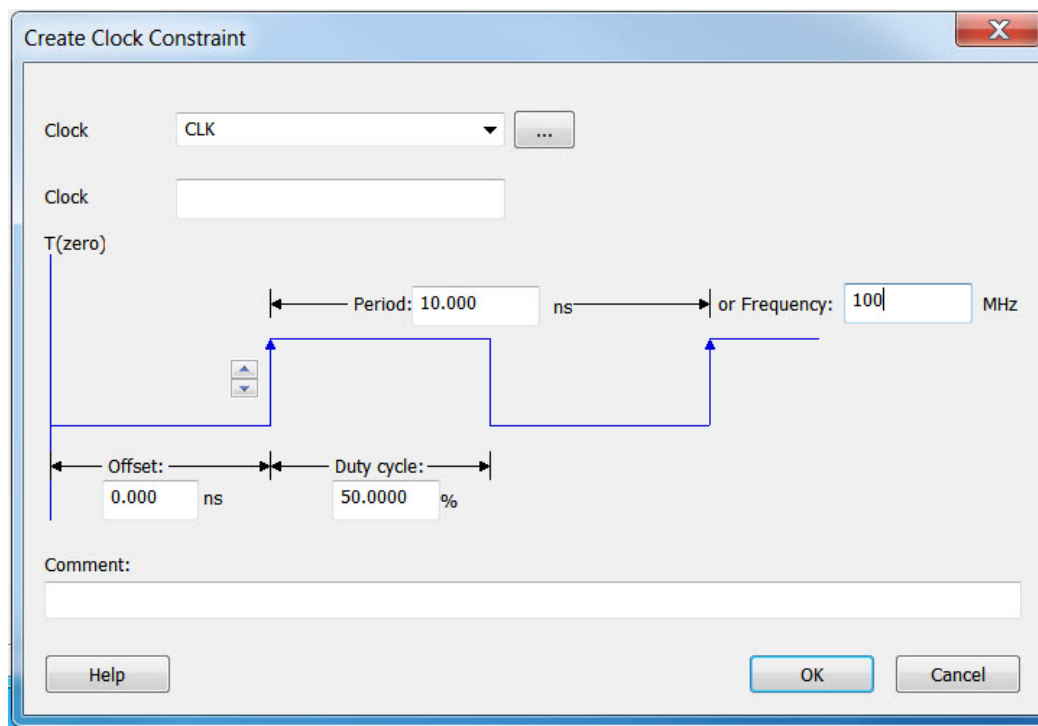 Create Clock Constraint
Clock CLK ...
Clock
T(zero)
Period: 10.000 ns or Frequency: 100 MHz
Offset: Duty cycle:
0.000 ns 50.0000 %
Comment:
Help OK Cancel